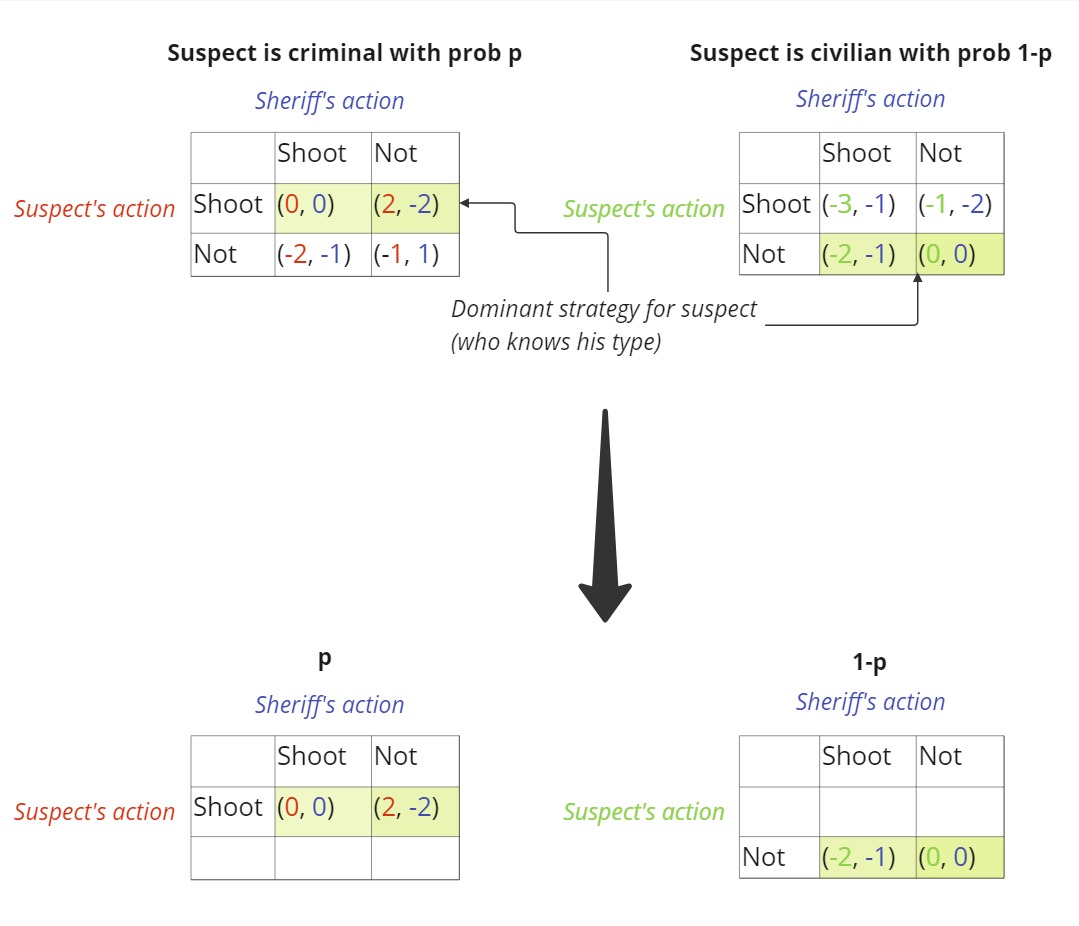 Suspect is criminal with prob p
Suspect is civilian with prob 1-p
Sheriff's action
Sheriff's action
Shoot Not
Shoot Not
Suspect's action
Shoot (0, 0) (2, -2)
Not (-2, -1) (-1, 1)
Suspect's action
Shoot (-3, -1) (-1, -2)
Not (-2, -1) (0, 0)
Dominant strategy for suspect
(who knows his type)
p
1-p
Sheriff's action
Sheriff's action
Shoot Not
Shoot Not
Suspect's action
Shoot (0, 0) (2, -2)
Suspect's action
Not (-2, -1) (0, 0)